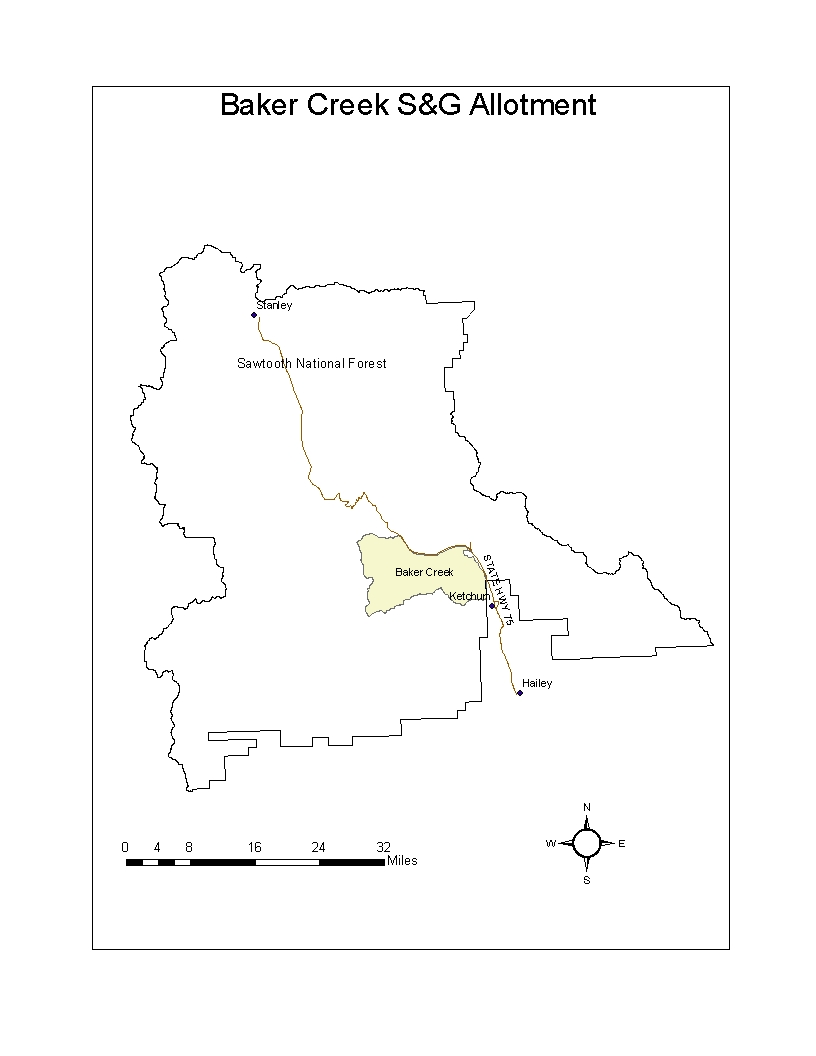 Baker Creek S&G Allotment
Stanley
Sawtooth National Forest
Baker Creek
STATE HWY 75
Ketchum
Hailey
N
W E
S
0 4 8 16 24 32
Miles